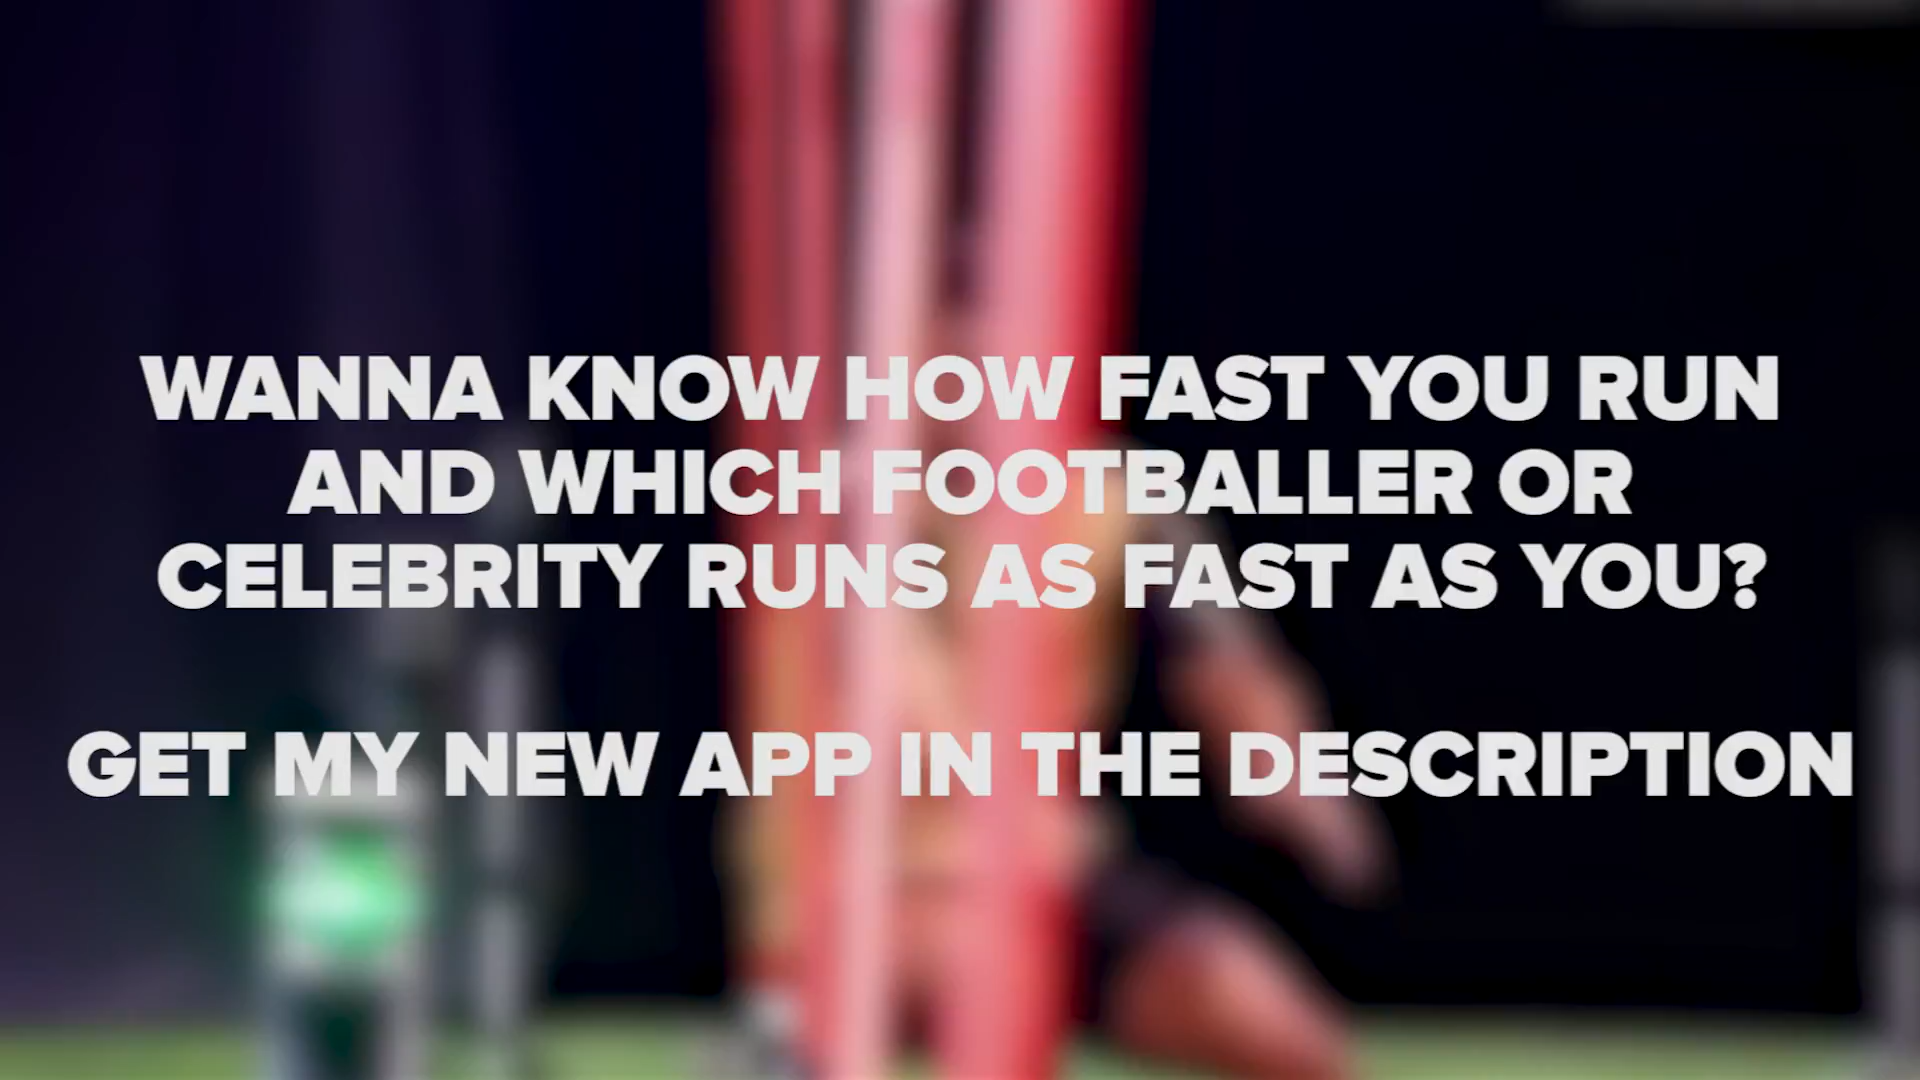 WANNA KNOW HOW FAST YOU RUN
AND WHICH FOOTBALLER OR
CELEBRITY RUNS AS FAST AS YOU?
GET MY NEW APP IN THE DESCRIPTION